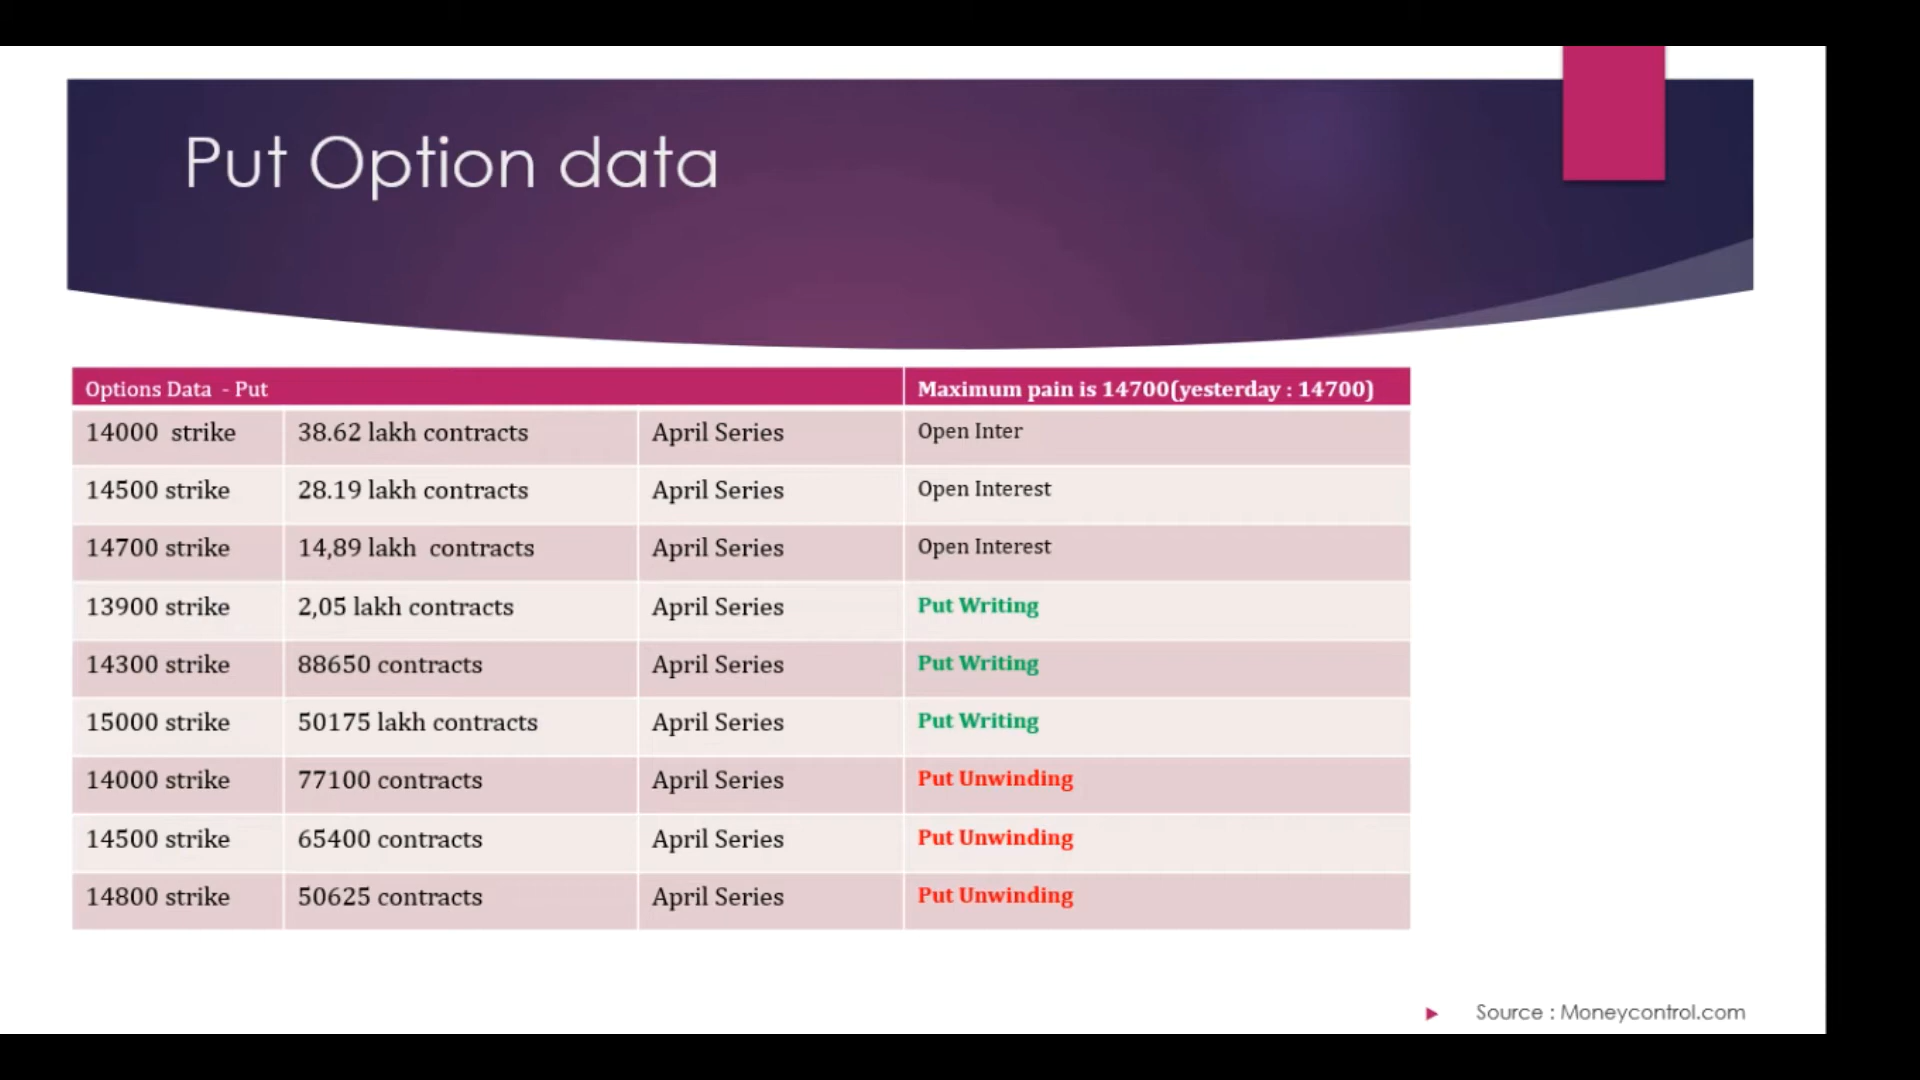 Put Option data
Options Data - Put Maximum pain is 14700(yesterday : 14700)
14000 strike 38.62 lakh contracts April Series Open Inter
14500 strike 28.19 lakh contracts April Series Open Interest
14700 strike 14,89 lakh contracts April Series Open Interest
13900 strike 2,05 lakh contracts April Series Put Writing
14300 strike 88650 contracts April Series Put Writing
15000 strike 50175 lakh contracts April Series Put Writing
14000 strike 77100 contracts April Series Put Unwinding
14500 strike 65400 contracts April Series Put Unwinding
14800 strike 50625 contracts April Series Put Unwinding
Source : Moneycontrol.com